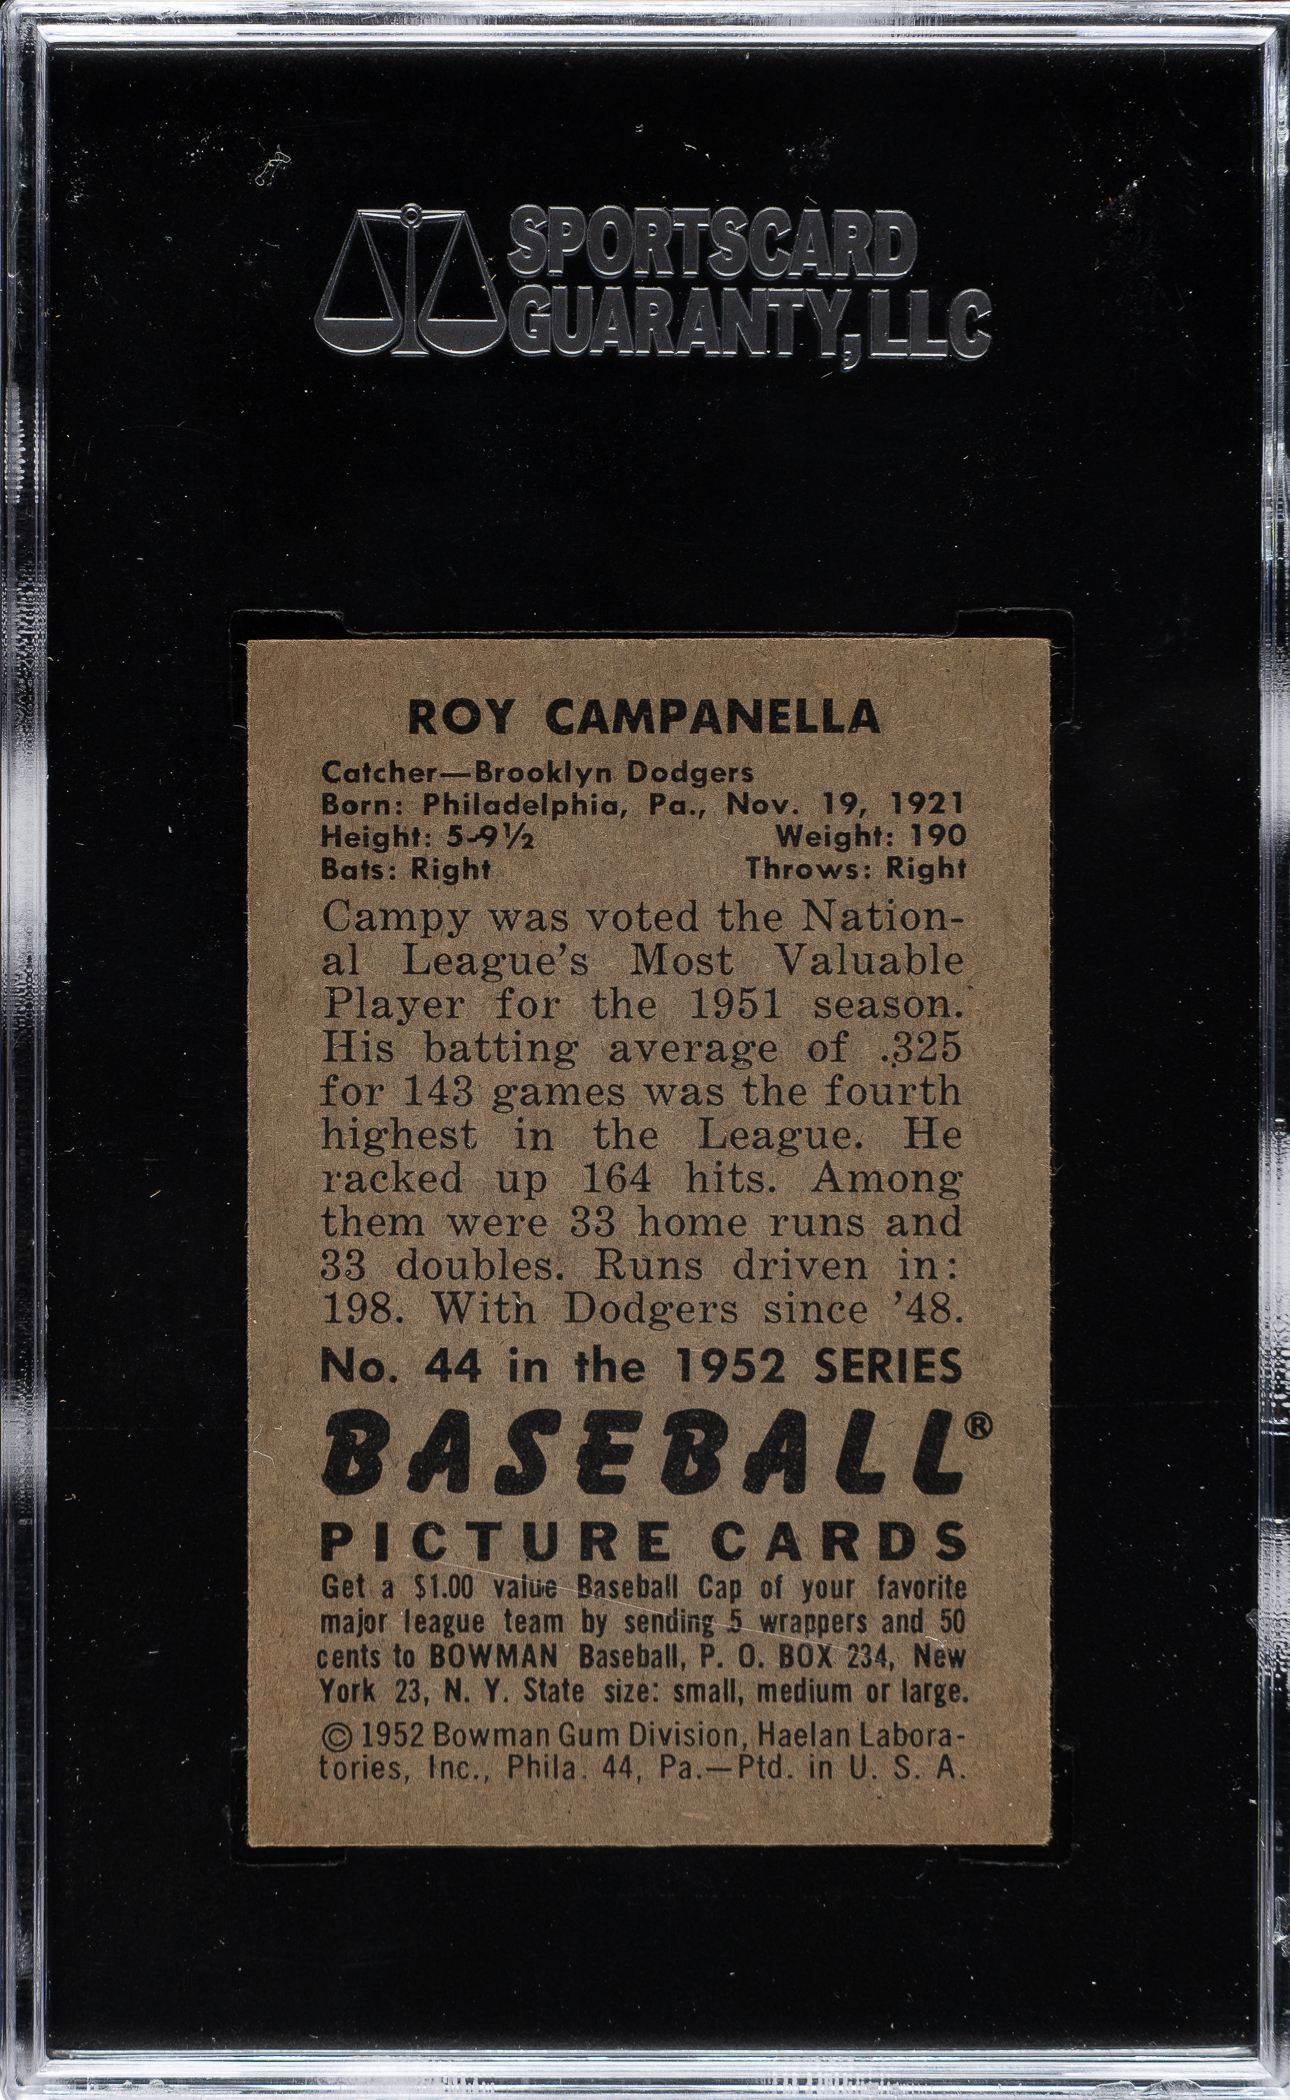 SPORTSCARD
GUARANTY, LLC
ROY CAMPANELLA
Catcher—Brooklyn Dodgers
Born: Philadelphia, Pa., Nov. 19, 1921
Height: 5-9½ Weight: 190
Bats: Right Throws: Right
Campy was voted the Nation-
al League's Most Valuable
Player for the 1951 season.
His batting average of .325
for 143 games was the fourth
highest in the League. He
racked up 164 hits. Among
them were 33 home runs and
33 doubles. Runs driven in:
198. With Dodgers since '48.
No. 44 in the 1952 SERIES
BASEBALL®
PICTURE CARDS
Get a $1.00 value Baseball Cap of your favorite
major league team by sending 5 wrappers and 50
cents to BOWMAN Baseball, P. O. BOX 234, New
York 23, N. Y. State size: small, medium or large.
© 1952 Bowman Gum Division, Haelan Labora-
tories, Inc., Phila. 44, Pa.—Ptd. in U. S. A.